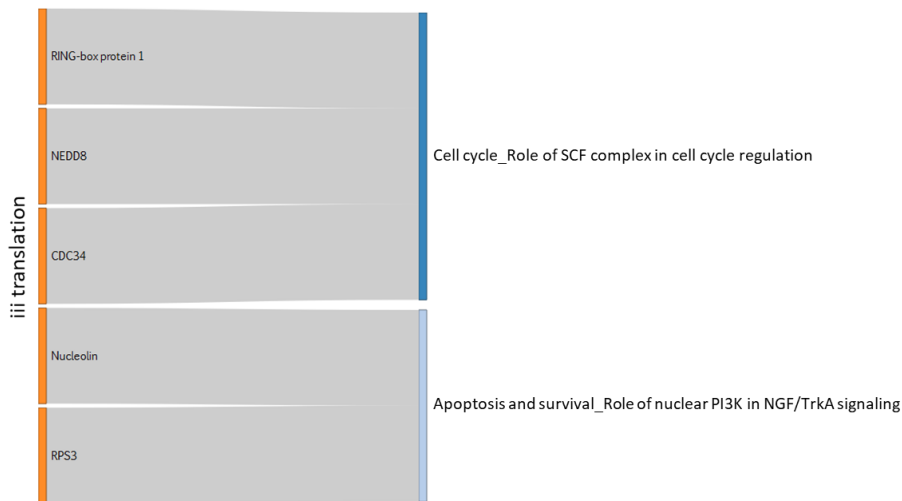 iii translation
RING-box protein 1
NEDD8
CDC34
Nucleolin
RPS3
Cell cycle_Role of SCF complex in cell cycle regulation
Apoptosis and survival_Role of nuclear PI3K in NGF/TrkA signaling